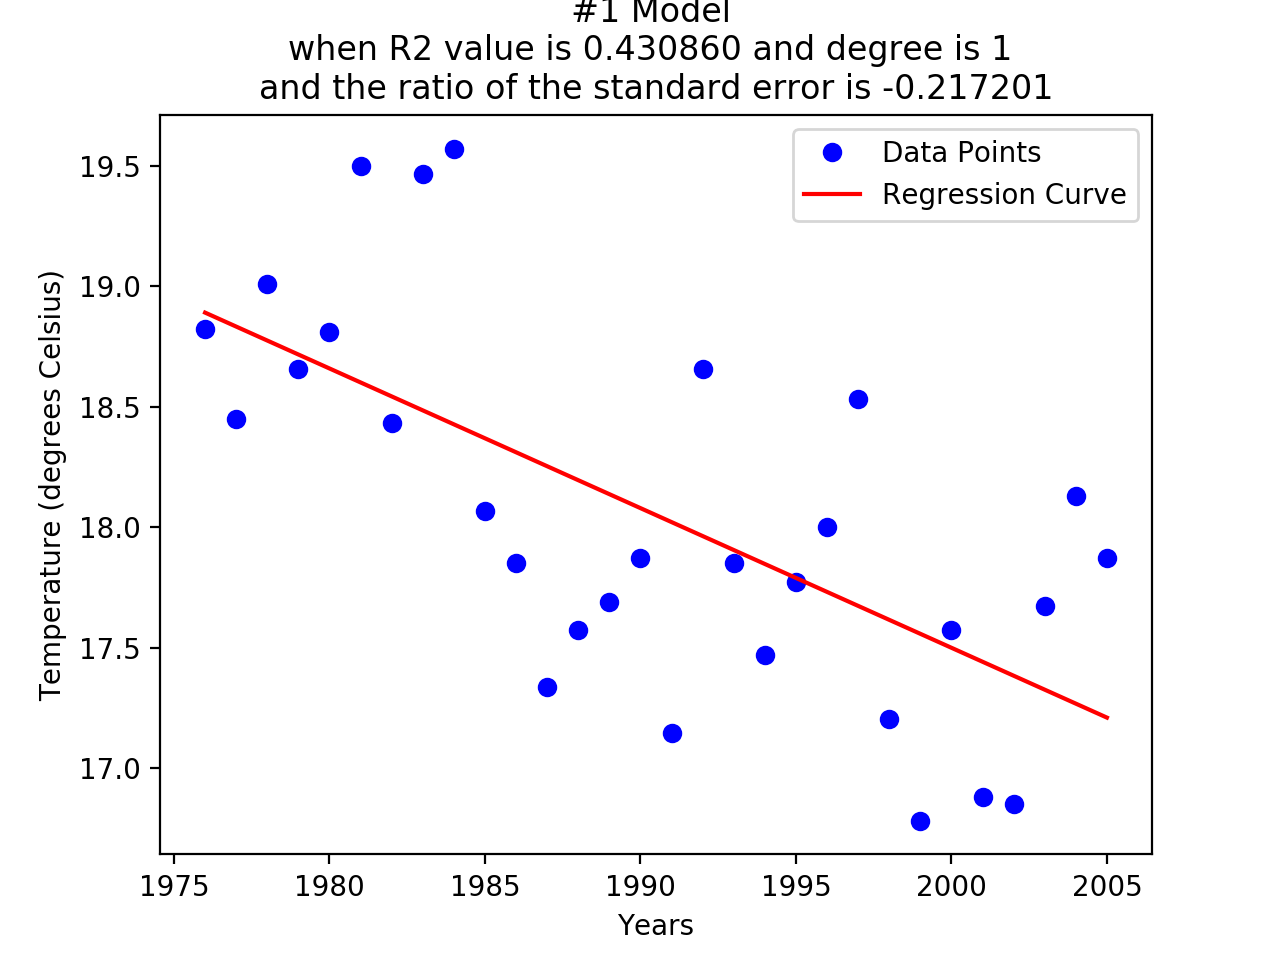 #1 Model
when R2 value is 0.430860 and degree is 1
and the ratio of the standard error is -0.217201
Data Points
Regression Curve
19.5
19.0
18.5
18.0
17.5
17.0
Temperature (degrees Celsius)
1975 1980 1985 1990 1995 2000 2005
Years